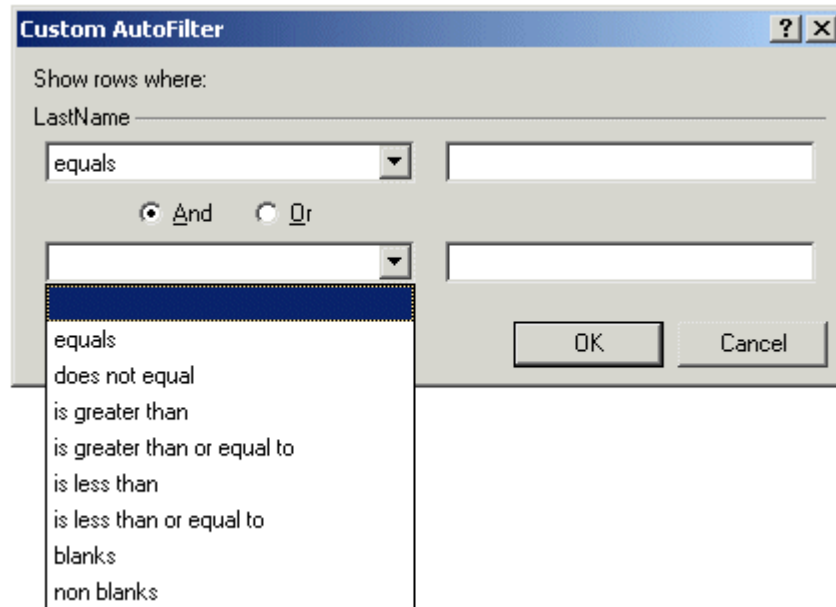 Custom AutoFilter
Show rows where:
LastName
equals
And Or
equals
does not equal
is greater than
is greater than or equal to
is less than
is less than or equal to
blanks
non blanks
OK Cancel